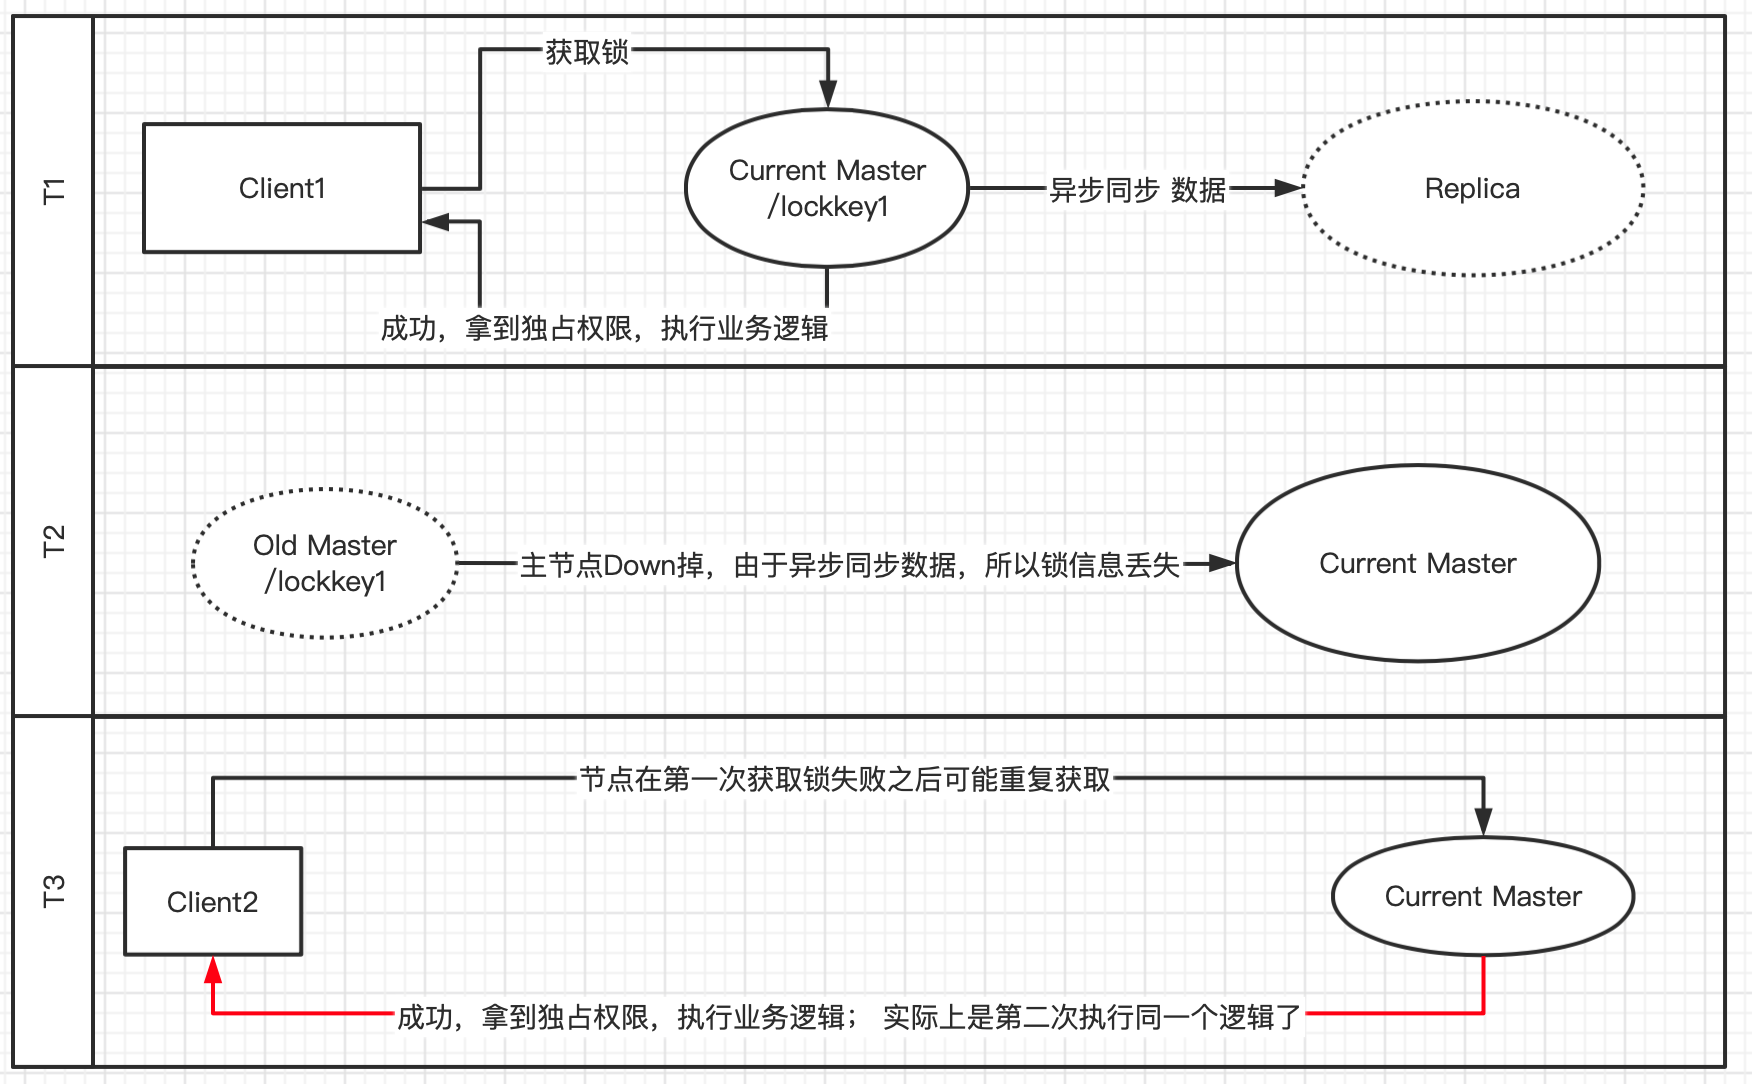 T1
获取锁
Client1
Current Master
/lockkey1
异步同步 数据
Replica
成功，拿到独占权限，执行业务逻辑
T2
Old Master
/lockkey1
主节点Down掉，由于异步同步数据，所以锁信息丢失
Current Master
T3
节点在第一次获取锁失败之后可能重复获取
Client2
Current Master
成功，拿到独占权限，执行业务逻辑； 实际上是第二次执行同一个逻辑了